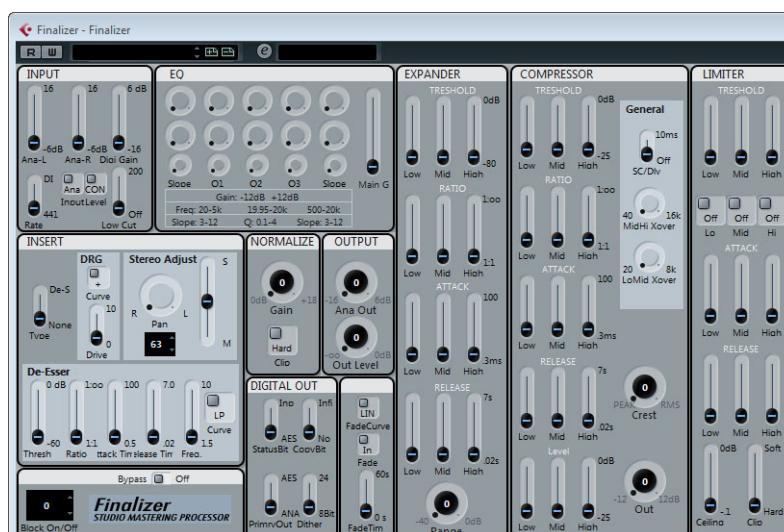 Finalizer - Finalizer
R W
e
INPUT
16 16 6 dB
-6dB -6dB -16
Ana-L Ana-R Digi Gain
DI Ana CON 200
441 Off
Input Level
Rate Low Cut
EQ
Slope O1 O2 O3 Slope Main G
Gain: -12dB +12dB
Freq: 20-5k 19.95-20k 500-20k
Slope: 3-12 Q: 0.1-4 Slope: 3-12
EXPANDER
TRESHOLD
0dB
-80
Low Mid High
RATIO
1:oo
1:1
Low Mid High
ATTACK
100
.3ms
Low Mid High
RELEASE
7s
.02s
Low Mid High
0
-40 0dB
Range
COMPRESSOR
TRESHOLD
0dB
-25
Low Mid High
RATIO
1:oo
1:1
Low Mid High
ATTACK
100
.3ms
Low Mid High
RELEASE
7s
.02s
Low Mid High
Level
0dB
-25
Low Mid High
General
10ms
Off
SC/Dly
40 16k
MidHi Xover
20 8k
LoMid Xover
0
PEAK RMS
Crest
0
-12 12dB
Out
LIMITER
TRESHOLD
Low Mid High
Off Off Off
Lo Mid Hi
ATTACK
Low Mid High
RELEASE
Low Mid High
0dB Soft
-.1 Hard
Ceiling Clip
INSERT
De-S
None
Type
DRG
+
Curve
10
0
Drive
Stereo Adjust
S
R L
Pan
63
M
De-Esser
0 dB 1:oo 100 7.0 10
LP
Curve
-60 1:1 0.5 .02 1.5
Thresh Ratio ttack Tim elease Tim Freq.
NORMALIZE
0
0dB +18
Gain
Hard
Clip
OUTPUT
0
-16 6dB
Ana Out
0
-oo 0dB
Out Level
DIGITAL OUT
Inp Infi
AES No
StatusBit CopyBit
AES 24
ANA 8Bit
PrimryOut Dither
LIN
FadeCurve
In
Fade
60s
0 s
FadeTim
Bypass Off
0
Block On/Off
Finalizer
STUDIO MASTERING PROCESSOR